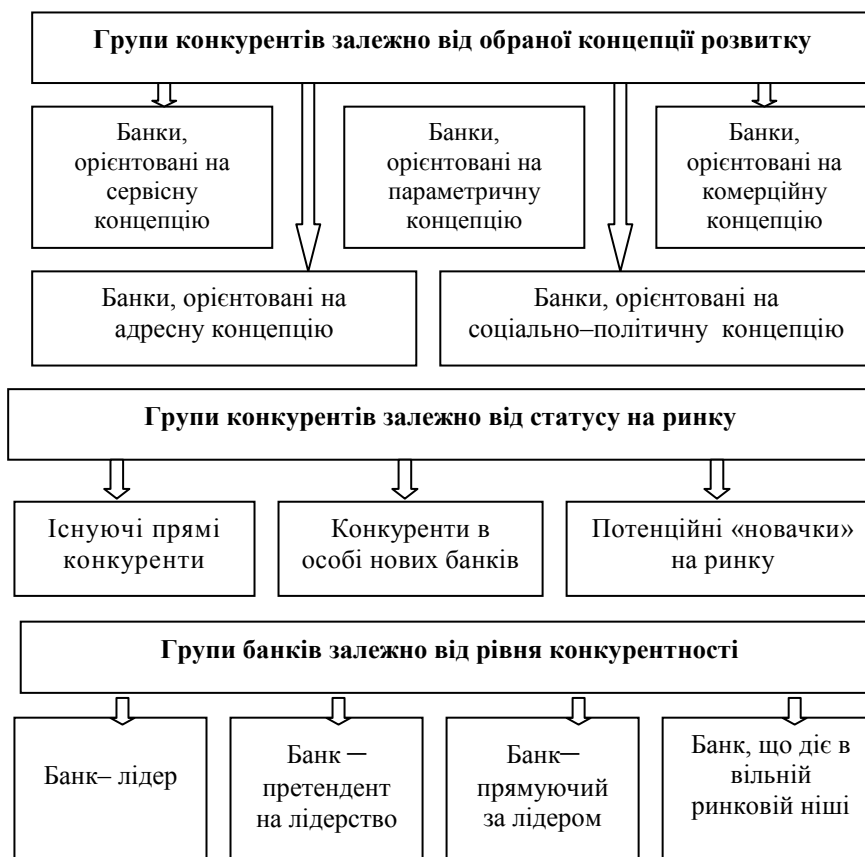 Групи конкурентів залежно від обраної концепції розвитку
Банки,
орієнтовані на
сервісну
концепцію
Банки,
орієнтовані на
параметричну
концепцію
Банки,
орієнтовані на
комерційну
концепцію
Банки, орієнтовані на
адресну концепцію
Банки, орієнтовані на
соціально–політичну концепцію
Групи конкурентів залежно від статусу на ринку
Існуючі прямі
конкуренти
Конкуренти в
особі нових банків
Потенційні «новачки»
на ринку
Групи банків залежно від рівня конкурентності
Банк– лідер
Банк —
претендент
на лідерство
Банк—
прямуючий
за лідером
Банк, що діє в
вільній
ринковій ніші